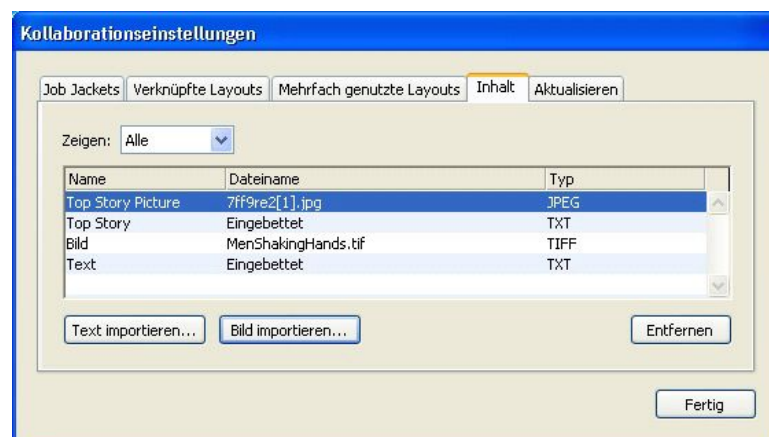 Kollaborationseinstellungen
Job Jackets Verknüpfte Layouts Mehrfach genutzte Layouts Inhalt Aktualisieren
Zeigen: Alle
Name Dateiname Typ
Top Story Picture 7ff9re2[1].jpg JPEG
Top Story Eingebettet TXT
Bild MenShakingHands.tif TIFF
Text Eingebettet TXT
Text importieren... Bild importieren... Entfernen
Fertig